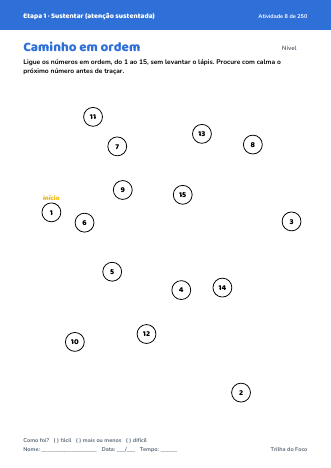 Etapa 1 · Sustentar (atenção sustentada) Atividade 8 de 250
Caminho em ordem Nível
Ligue os números em ordem, do 1 ao 15, sem levantar o lápis. Procure com calma o
próximo número antes de traçar.
11
13
7
8
9
15
início
1
6
3
5
4
14
12
10
2
Como foi? ( ) fácil ( ) mais ou menos ( ) difícil
Nome: ____________________ Data: ___/___ Tempo: ______ Trilha do Foco